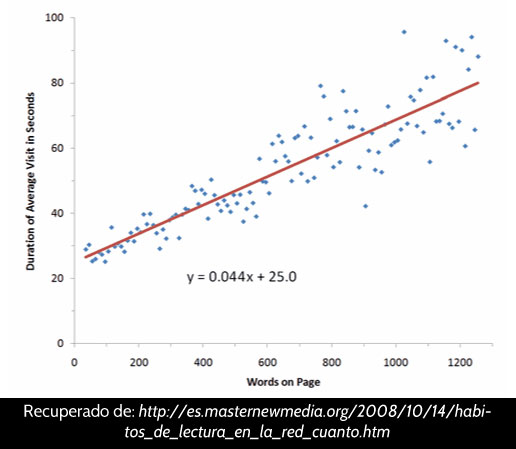 100
80
60
40
20
0
Duration of Average Visit in Seconds
y = 0.044x + 25.0
0 200 400 600 800 1000 1200
Words on Page
Recuperado de: http://es.masternewmedia.org/2008/10/14/habi-
tos_de_lectura_en_la_red_cuanto.htm